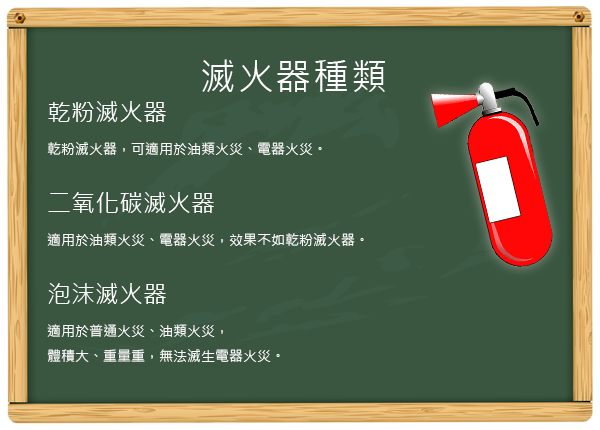 滅火器種類
乾粉滅火器
乾粉滅火器，可適用於油類火災、電器火災。
二氧化碳滅火器
適用於油類火災、電器火災，效果不如乾粉滅火器。
泡沫滅火器
適用於普通火災、油類火災，
體積大、重量重，無法滅生電器火災。